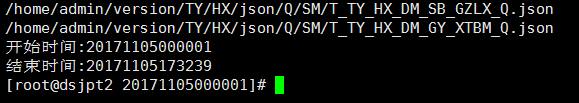 /home/admin/version/TY/HX/json/Q/SM/T_TY_HX_DM_SB_GZLX_Q.json
/home/admin/version/TY/HX/json/Q/SM/T_TY_HX_DM_GY_XTBM_Q.json
开始时间:20171105000001
结束时间:20171105173239
[root@dsjpt2 20171105000001]#